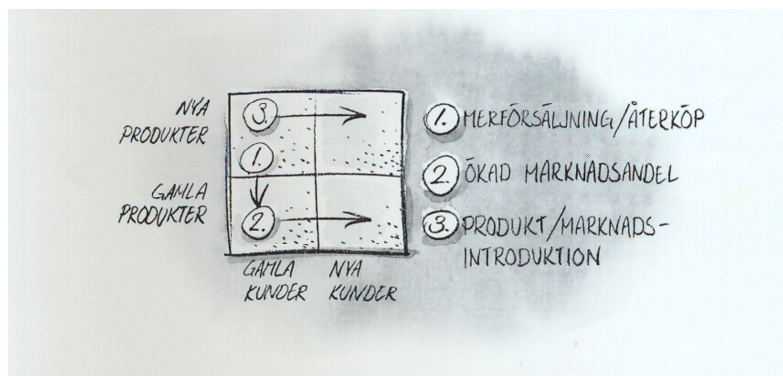 NYA
PRODUKTER
GAMLA
PRODUKTER
3.
1.
2.
GAMLA
KUNDER
NYA
KUNDER
1. MERFÖRSÄLJNING/ÅTERKÖP
2. ÖKAD MARKNADSANDEL
3. PRODUKT/MARKNADS-
INTRODUKTION